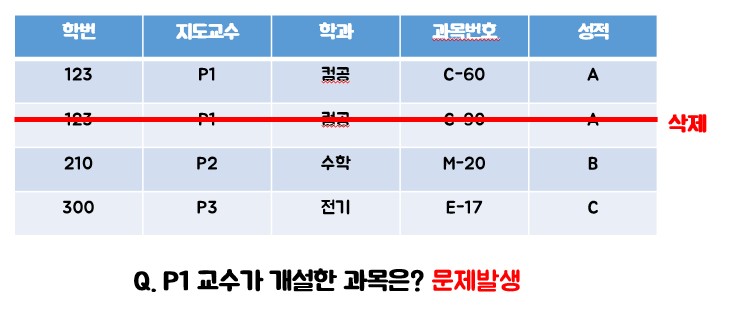 학번 지도교수 학과 과목번호 성적
123 P1 컴공 C-60 A
123 P1 컴공 C-90 A
삭제
210 P2 수학 M-20 B
300 P3 전기 E-17 C
Q. P1 교수가 개설한 과목은? 문제발생